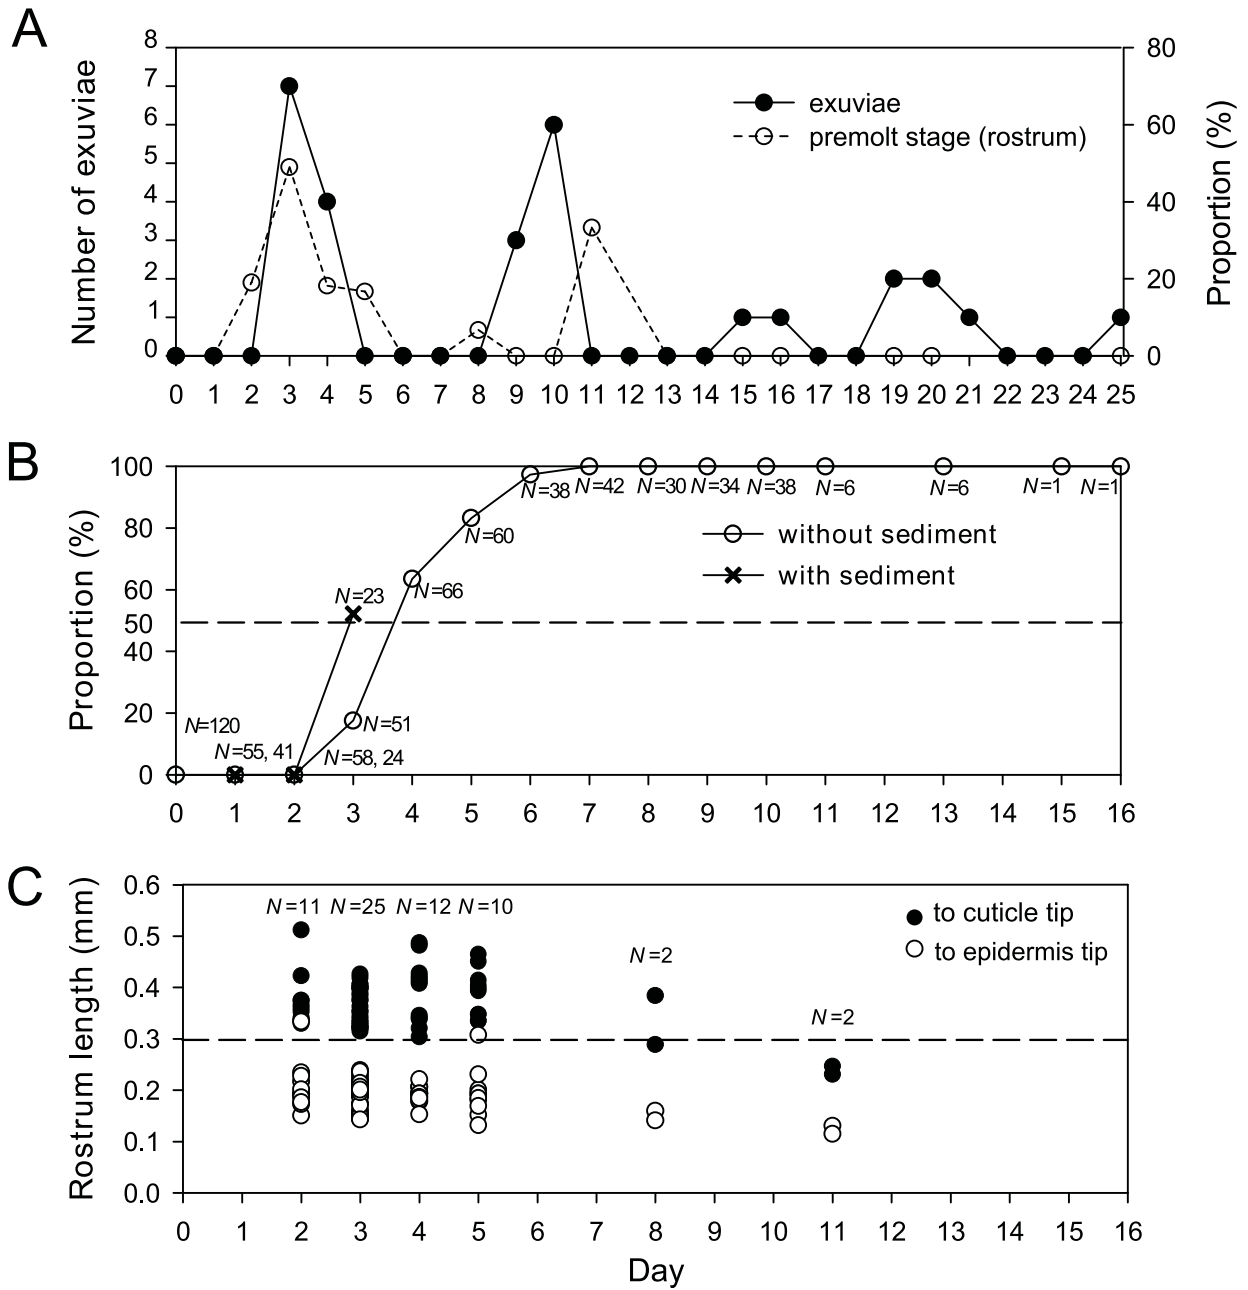 A
Number of exuviae
Proportion (%)
8
7
6
5
4
3
2
1
0
80
60
40
20
0
exuviae
premolt stage (rostrum)
0 1 2 3 4 5 6 7 8 9 10 11 12 13 14 15 16 17 18 19 20 21 22 23 24 25
B
Proportion (%)
100
80
60
50
40
20
0
N=38 N=42 N=30 N=34 N=38 N=6 N=6 N=1 N=1
without sediment
N=60
with sediment
N=23
N=66
N=120
N=51
N=55, 41
N=58, 24
0 1 2 3 4 5 6 7 8 9 10 11 12 13 14 15 16
C
Rostrum length (mm)
0.6
0.5
0.4
0.3
0.2
0.1
0.0
N=11 N=25 N=12 N=10
to cuticle tip
to epidermis tip
N=2
N=2
0 1 2 3 4 5 6 7 8 9 10 11 12 13 14 15 16
Day